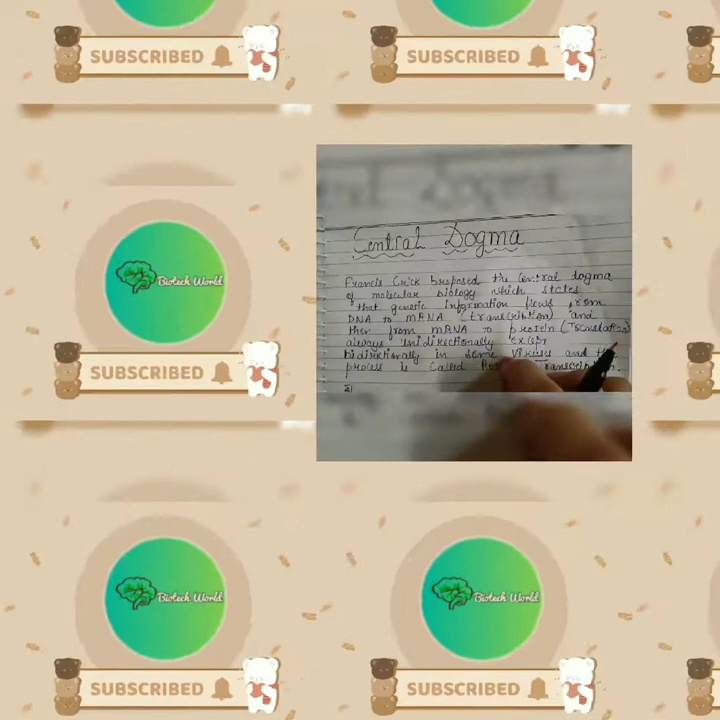 SUBSCRIBED
SUBSCRIBED
Biotech World
SUBSCRIBED
Central Dogma
Francis Crick proposed the Central dogma
of molecular biology which states
"that genetic information flows from
DNA to mRNA (transcribtion) and
then from mRNA to protein (Translation)
always unidirectionally except
bidirectionally in some viruses and the
process is Called
Biotech World
Biotech World
SUBSCRIBED
SUBSCRIBED